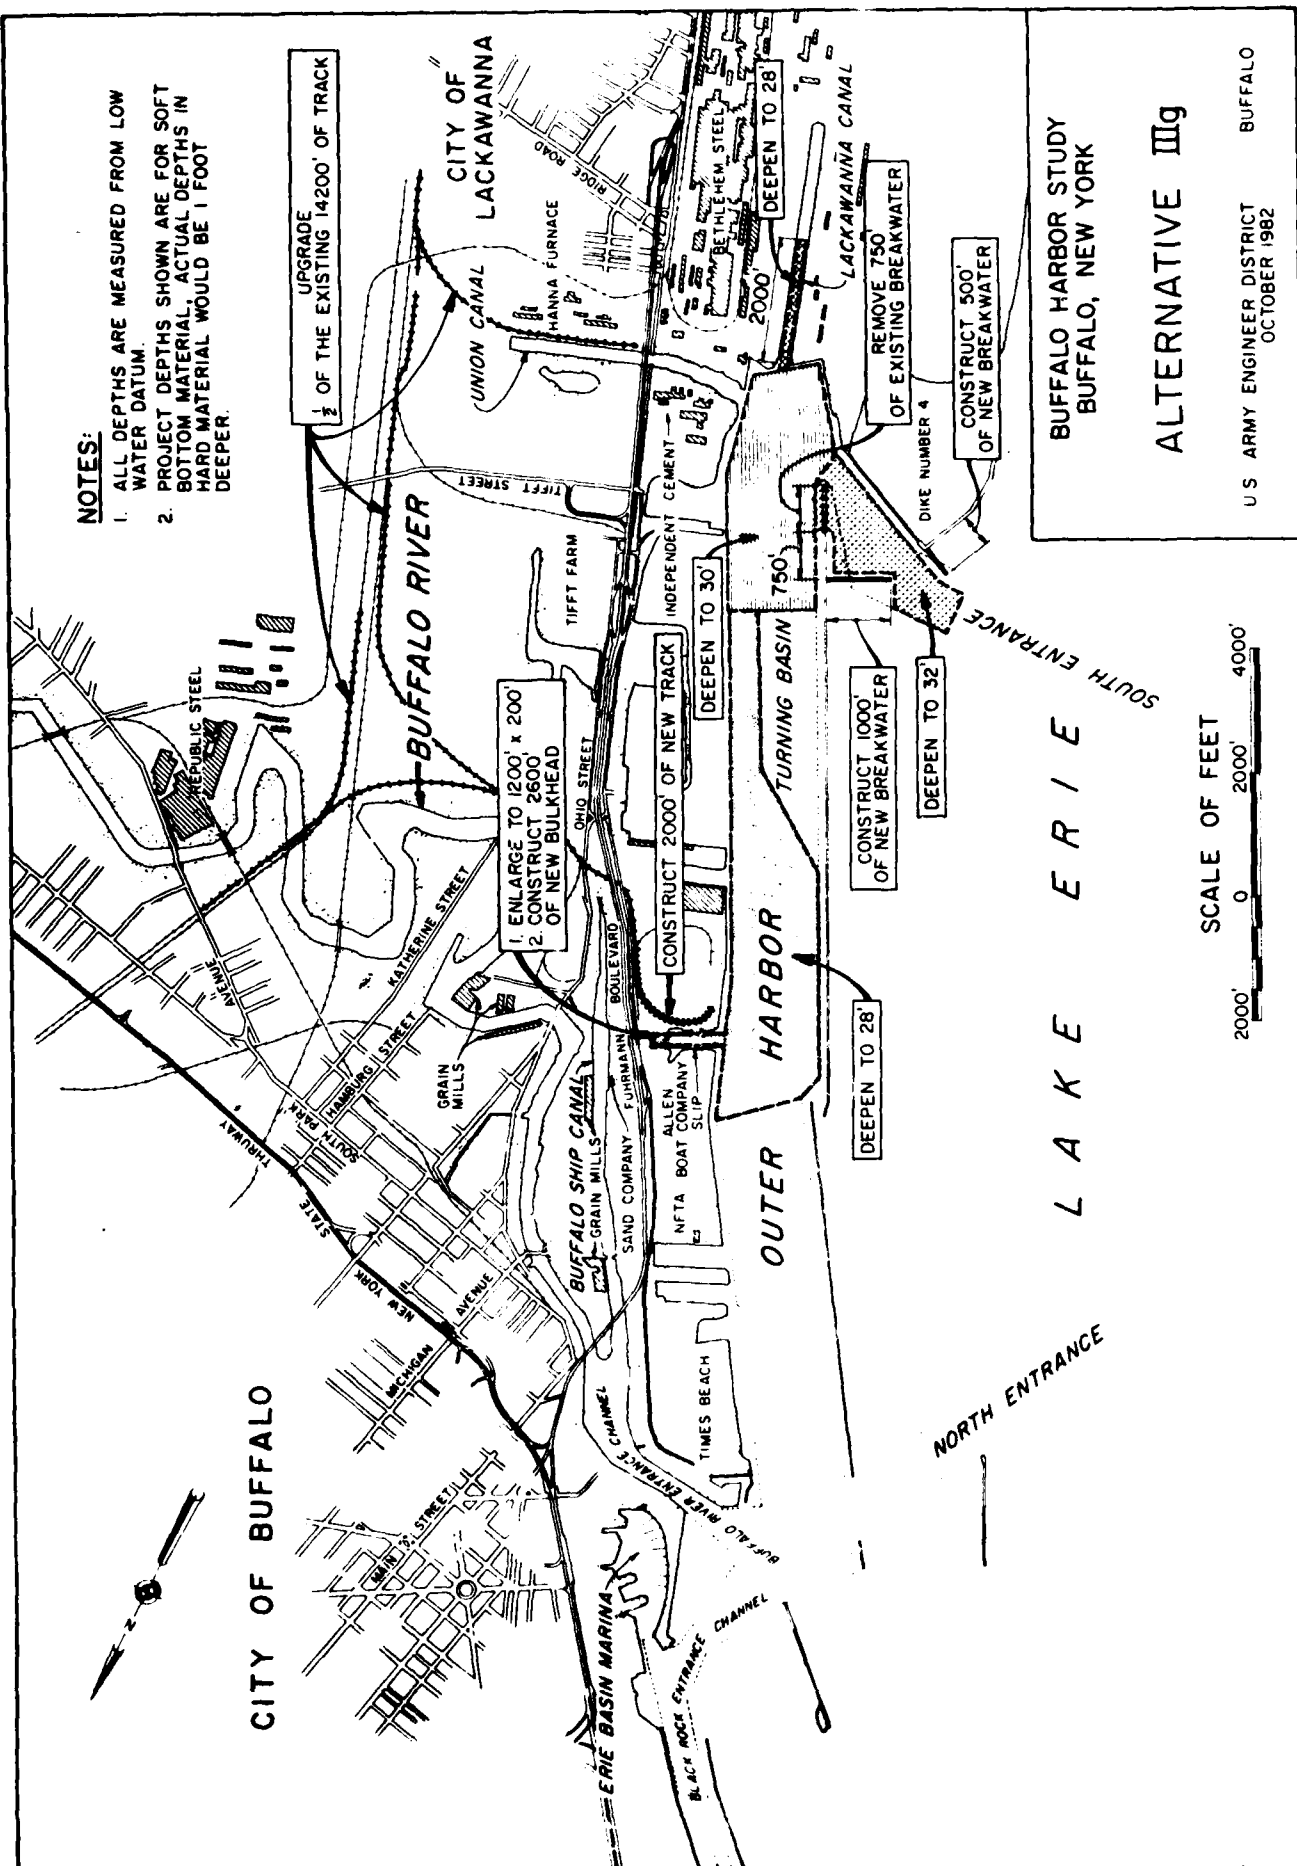 NOTES:
1. ALL DEPTHS ARE MEASURED FROM LOW
WATER DATUM.
2. PROJECT DEPTHS SHOWN ARE FOR SOFT
BOTTOM MATERIAL, ACTUAL DEPTHS IN
HARD MATERIAL WOULD BE 1 FOOT
DEEPER.
UPGRADE
1/2 OF THE EXISTING 14200' OF TRACK
CITY OF
LACKAWANNA
RIDGE ROAD
HANNA FURNACE
UNION CANAL
BETHLEHEM STEEL
DEEPEN TO 28'
LACKAWANNA CANAL
2000'
REMOVE 750'
OF EXISTING BREAKWATER
CONSTRUCT 500'
OF NEW BREAKWATER
DIKE NUMBER 4
TIFFT STREET
TIFFT FARM
INDEPENDENT CEMENT
BUFFALO RIVER
REPUBLIC STEEL
1. ENLARGE TO 1200' x 200'
2. CONSTRUCT 2600'
OF NEW BULKHEAD
OHIO STREET
CONSTRUCT 2000' OF NEW TRACK
DEEPEN TO 30'
750'
TURNING BASIN
CONSTRUCT 1000'
OF NEW BREAKWATER
DEEPEN TO 32'
SOUTH ENTRANCE
KATHERINE STREET
HAMBURG STREET
SOUTH PARK
AVENUE
GRAIN
MILLS
BUFFALO SHIP CANAL
GRAIN MILLS
SAND COMPANY
FUHRMANN
BOULEVARD
ALLEN
BOAT COMPANY
SLIP
NFTA
OUTER HARBOR
DEEPEN TO 28'
LAKE ERIE
NEW YORK
STATE
THRUWAY
MICHIGAN
AVENUE
MAIN STREET
CITY OF BUFFALO
N
TIMES BEACH
BUFFALO RIVER ENTRANCE CHANNEL
BUFFALO RIVER ENTRANCE CHANNEL
ERIE BASIN MARINA
BLACK ROCK ENTRANCE CHANNEL
NORTH ENTRANCE
SCALE OF FEET
2000' 0 2000' 4000'
BUFFALO HARBOR STUDY
BUFFALO, NEW YORK
ALTERNATIVE IIIg
U S ARMY ENGINEER DISTRICT BUFFALO
OCTOBER 1982